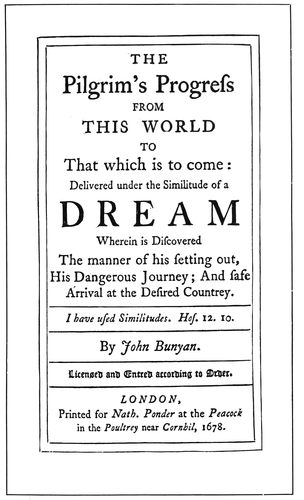 THE
Pilgrim's Progreſs
FROM
THIS WORLD
TO
That which is to come:
Delivered under the Similitude of a
DREAM
Wherein is Diſcovered
The manner of his ſetting out,
His Dangerous Journey; And ſafe
Arrival at the Deſired Countrey.
I have uſed Similitudes. Hoſ. 12. 10.
By John Bunyan.
Licensed and Entred according to Order.
LONDON,
Printed for Nath. Ponder at the Peacock
in the Poultrey near Cornhil, 1678.